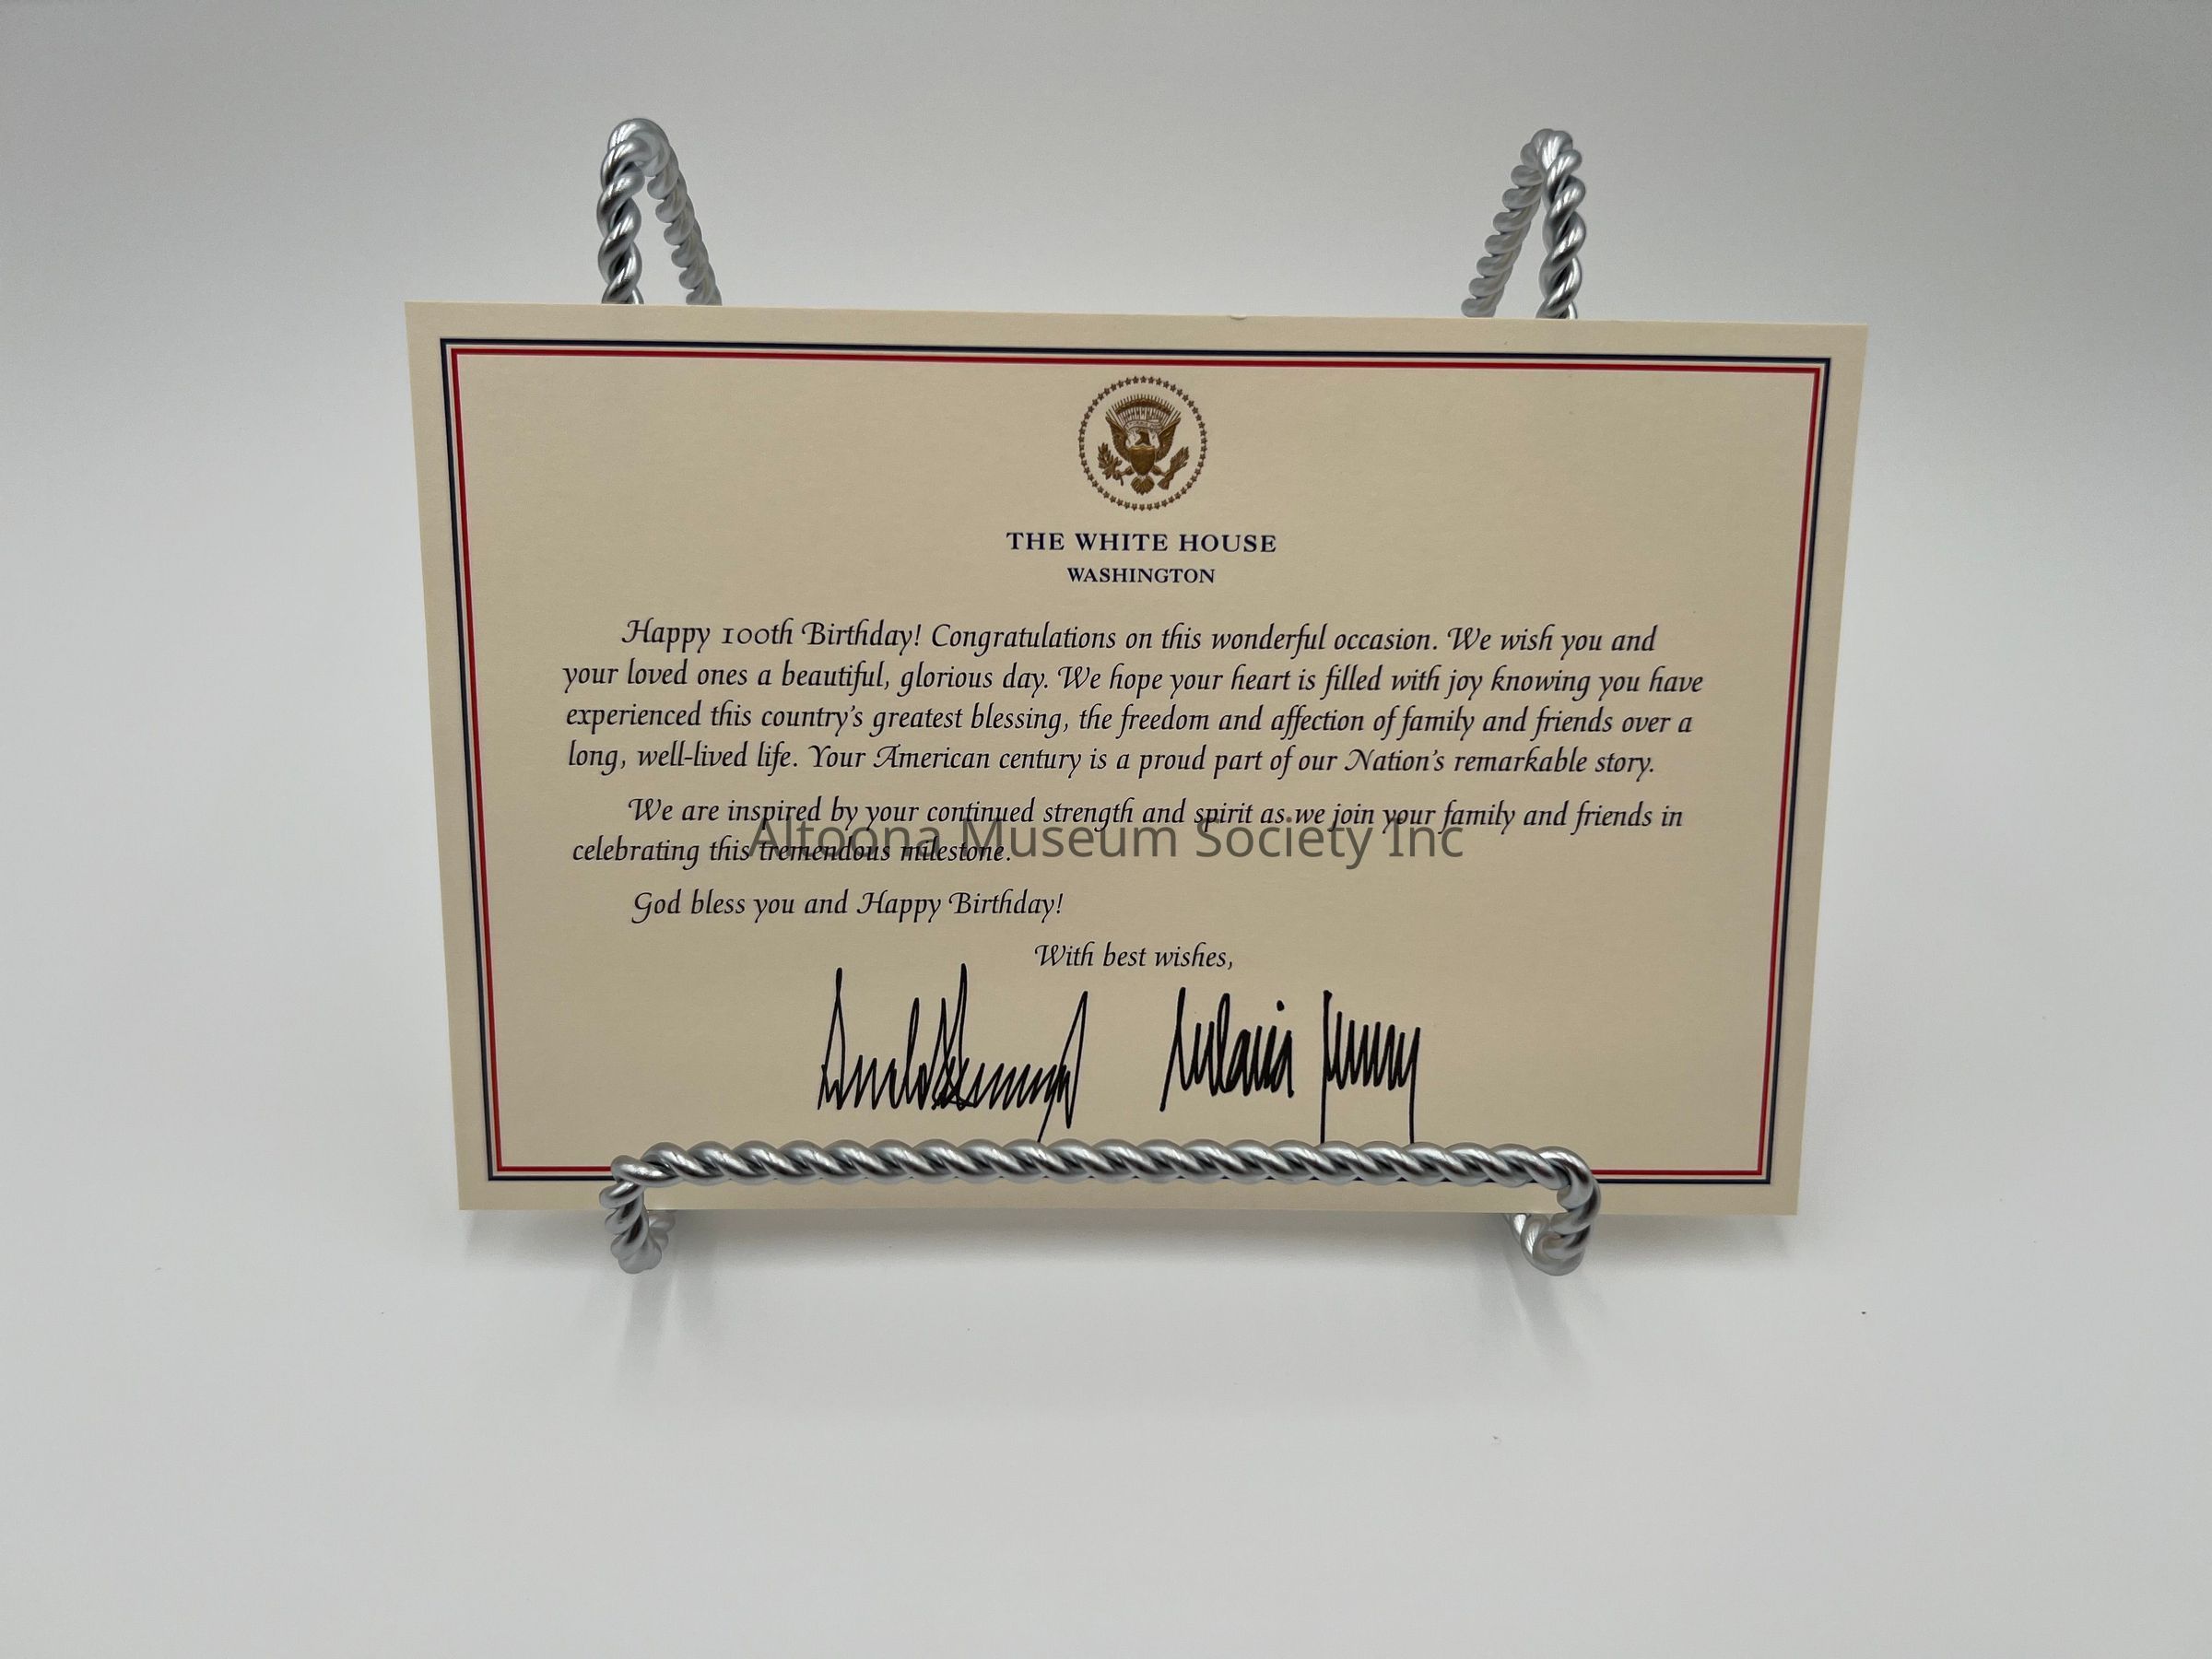 THE WHITE HOUSE
WASHINGTON
Happy 100th Birthday! Congratulations on this wonderful occasion. We wish you and
your loved ones a beautiful, glorious day. We hope your heart is filled with joy knowing you have
experienced this country's greatest blessing, the freedom and affection of family and friends over a
long, well-lived life. Your American century is a proud part of our Nation's remarkable story.
We are inspired by your continued strength and spirit as we join your family and friends in
celebrating this tremendous milestone.
Altoona Museum Society Inc
God bless you and Happy Birthday!
With best wishes,